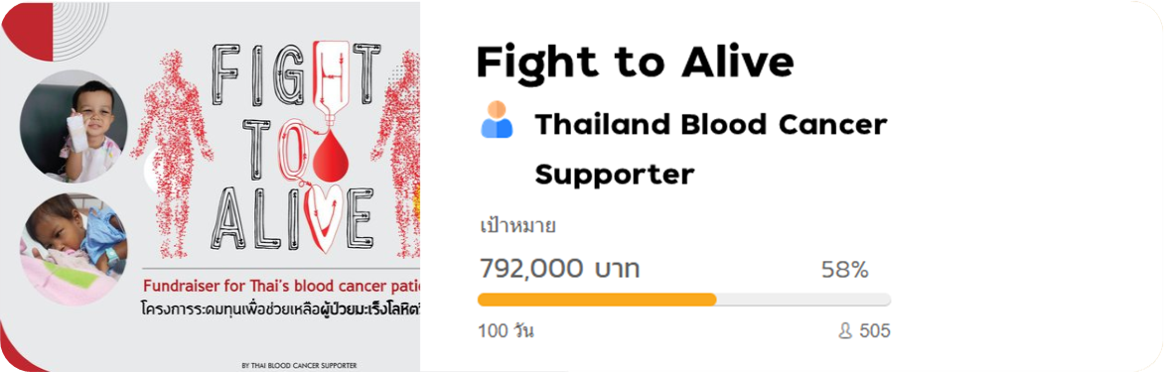 FIGHT
TO
ALIVE
Fundraiser for Thai's blood cancer
โครงการระดมทุนเพื่อช่วยเหลือผู้ป่วยมะเร็งโลหิต
BY THAI BLOOD CANCER SUPPORTER
Fight to Alive
Thailand Blood Cancer
Supporter
เป้าหมาย
792,000 บาท
58%
100 วัน
505